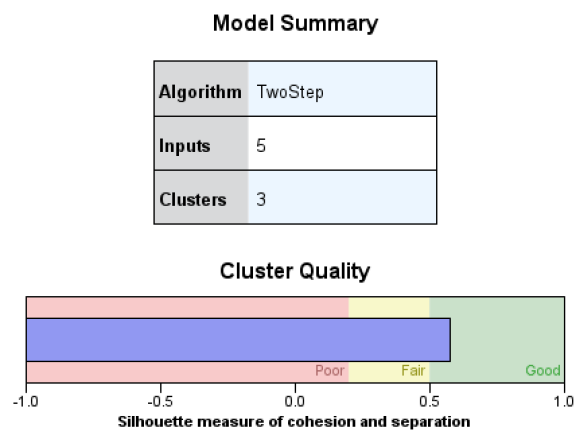 Model Summary
Algorithm TwoStep
Inputs 5
Clusters 3
Cluster Quality
Poor Fair Good
-1.0 -0.5 0.0 0.5 1.0
Silhouette measure of cohesion and separation